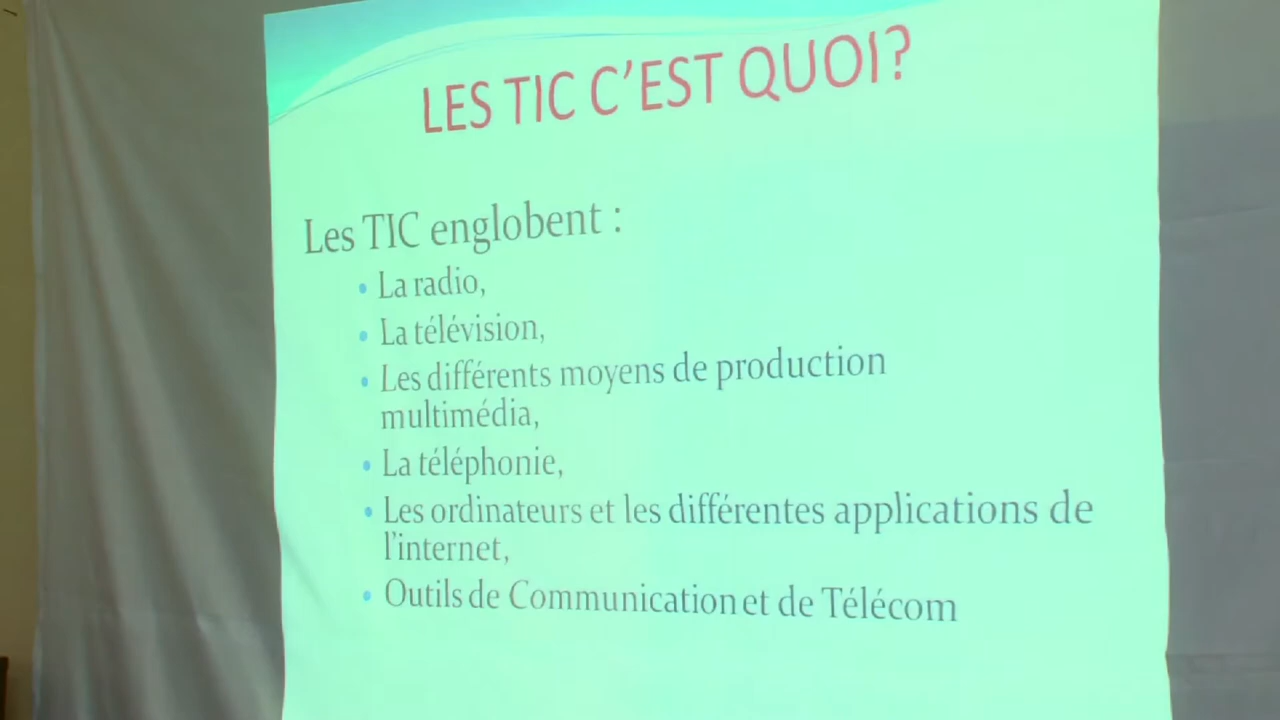 LES TIC C'EST QUOI?
Les TIC englobent :
• La radio,
• La télévision,
• Les différents moyens de production
multimédia,
• La téléphonie,
• Les ordinateurs et les différentes applications de
l'internet,
• Outils de Communication et de Télécom